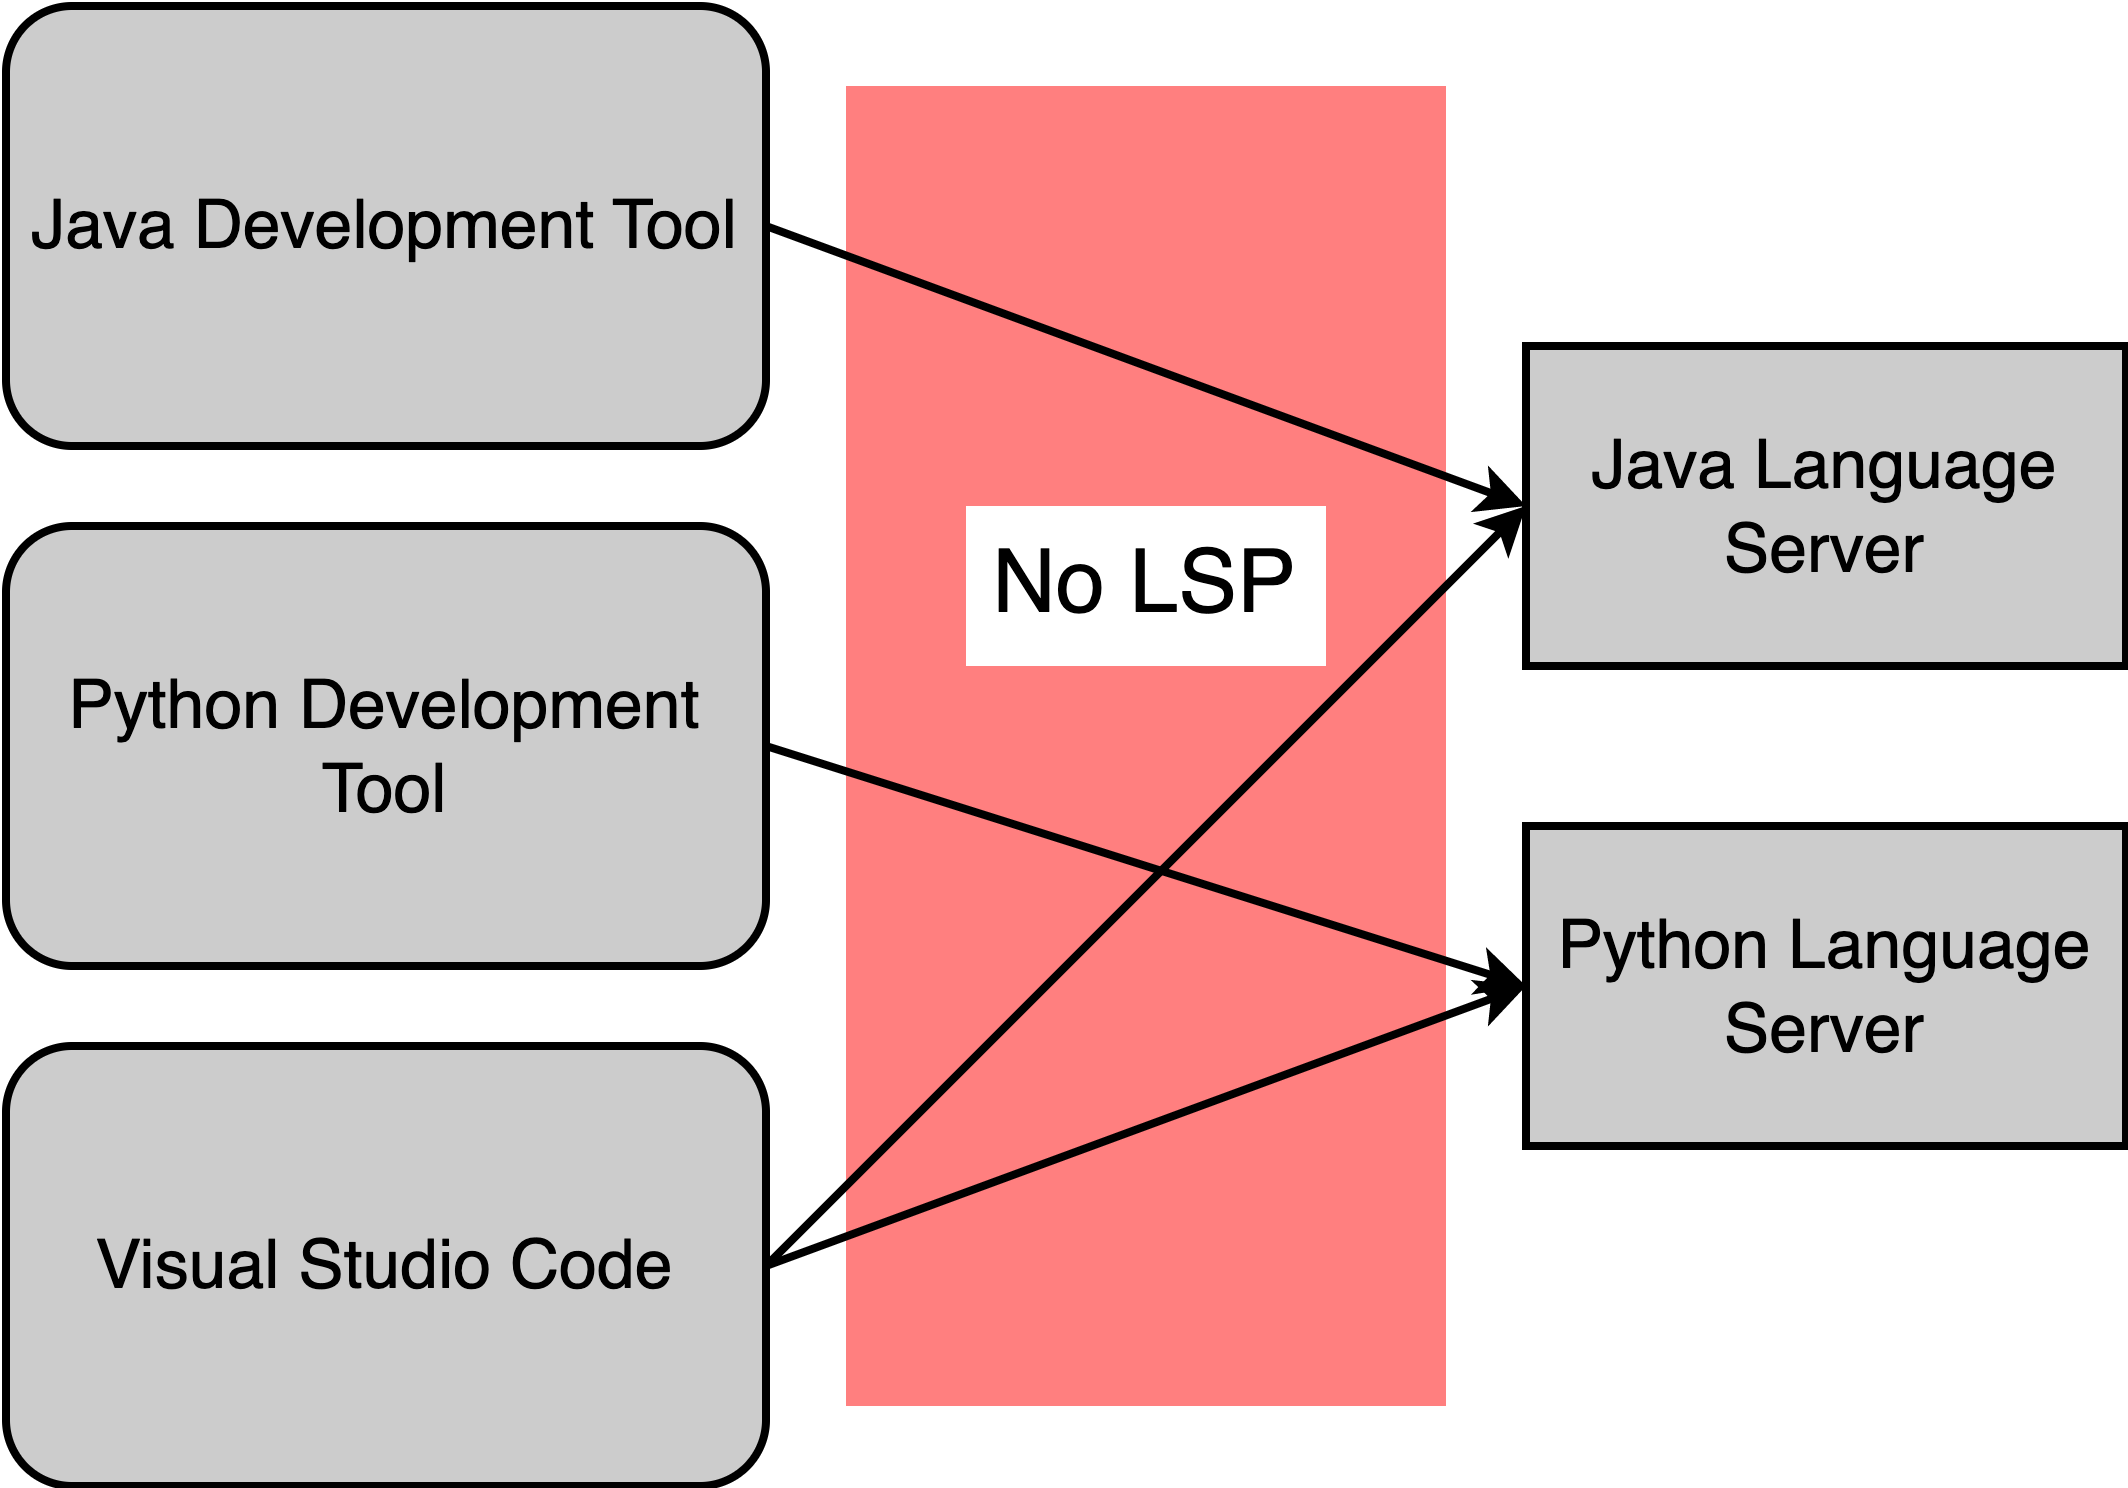 Java Development Tool
No LSP
Java Language
Server
Python Development
Tool
Python Language
Server
Visual Studio Code